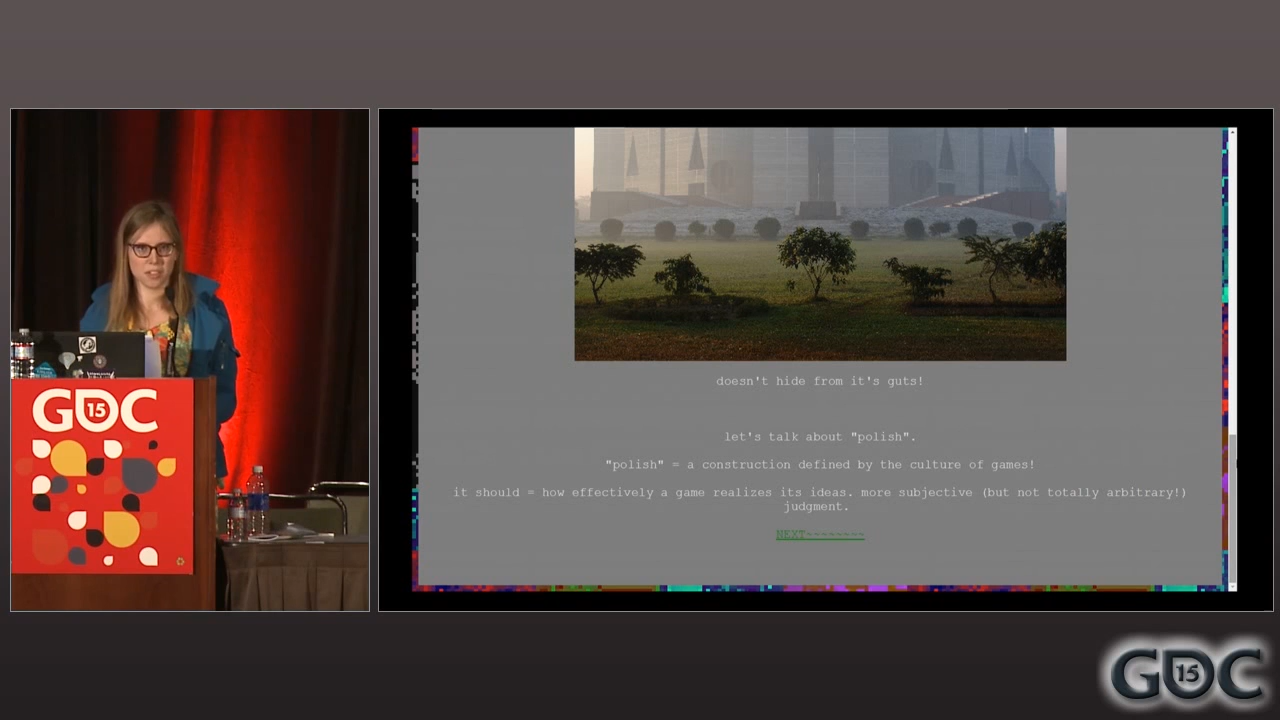 GDC
15
doesn't hide from it's guts!
let's talk about "polish".
"polish" = a construction defined by the culture of games!
it should = how effectively a game realizes its ideas. more subjective (but not totally arbitrary!)
judgment.
NEXT~~~~~~~~
GDC
15